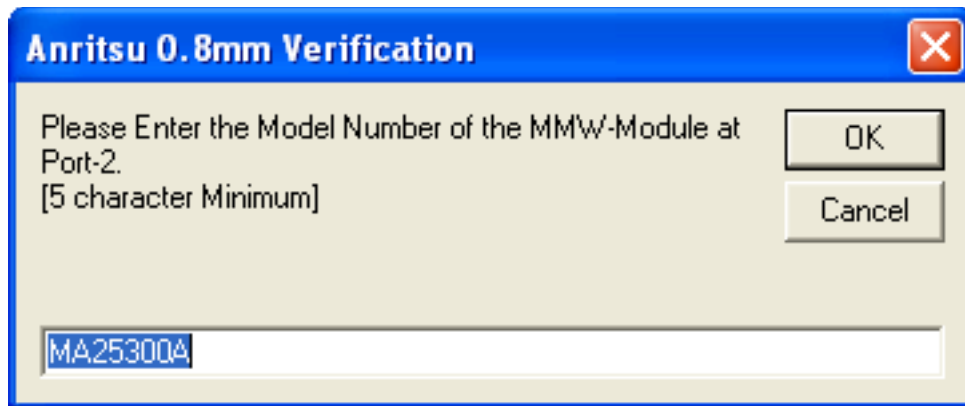 Anritsu 0.8mm Verification
Please Enter the Model Number of the MMW-Module at
Port-2.
[5 character Minimum]
OK
Cancel
MA25300A